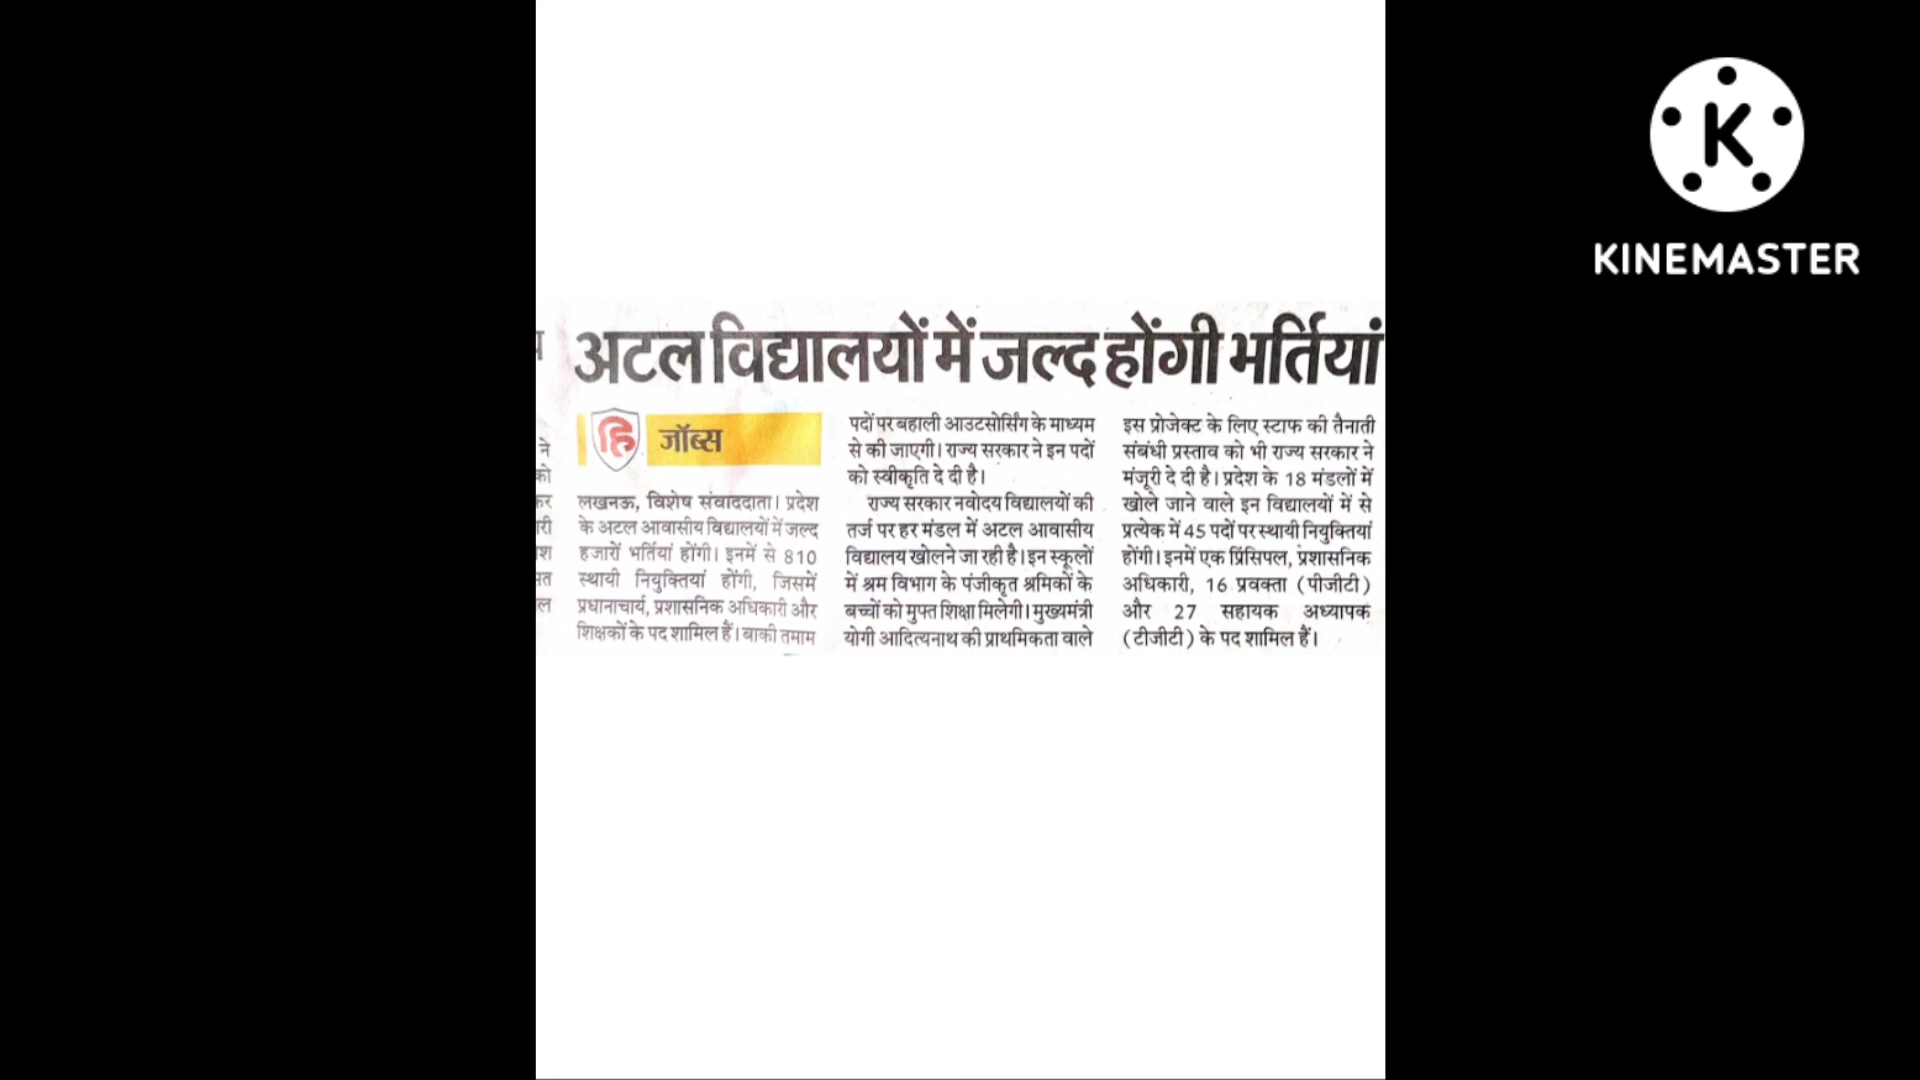 KINEMASTER
अटल विद्यालयों में जल्द होंगी भर्तियां
हि जॉब्स
लखनऊ, विशेष संवाददाता। प्रदेश
के अटल आवासीय विद्यालयों में जल्द
हजारों भर्तियां होंगी। इनमें से 810
स्थायी नियुक्तियां होंगी, जिसमें
प्रधानाचार्य, प्रशासनिक अधिकारी और
शिक्षकों के पद शामिल हैं। बाकी तमाम
पदों पर बहाली आउटसोर्सिंग के माध्यम
से की जाएगी। राज्य सरकार ने इन पदों
को स्वीकृति दे दी है।
राज्य सरकार नवोदय विद्यालयों की
तर्ज पर हर मंडल में अटल आवासीय
विद्यालय खोलने जा रही है। इन स्कूलों
में श्रम विभाग के पंजीकृत श्रमिकों के
बच्चों को मुफ्त शिक्षा मिलेगी। मुख्यमंत्री
योगी आदित्यनाथ की प्राथमिकता वाले
इस प्रोजेक्ट के लिए स्टाफ की तैनाती
संबंधी प्रस्ताव को भी राज्य सरकार ने
मंजूरी दे दी है। प्रदेश के 18 मंडलों में
खोले जाने वाले इन विद्यालयों में से
प्रत्येक में 45 पदों पर स्थायी नियुक्तियां
होंगी। इनमें एक प्रिंसिपल, प्रशासनिक
अधिकारी, 16 प्रवक्ता (पीजीटी)
और 27 सहायक अध्यापक
(टीजीटी) के पद शामिल हैं।